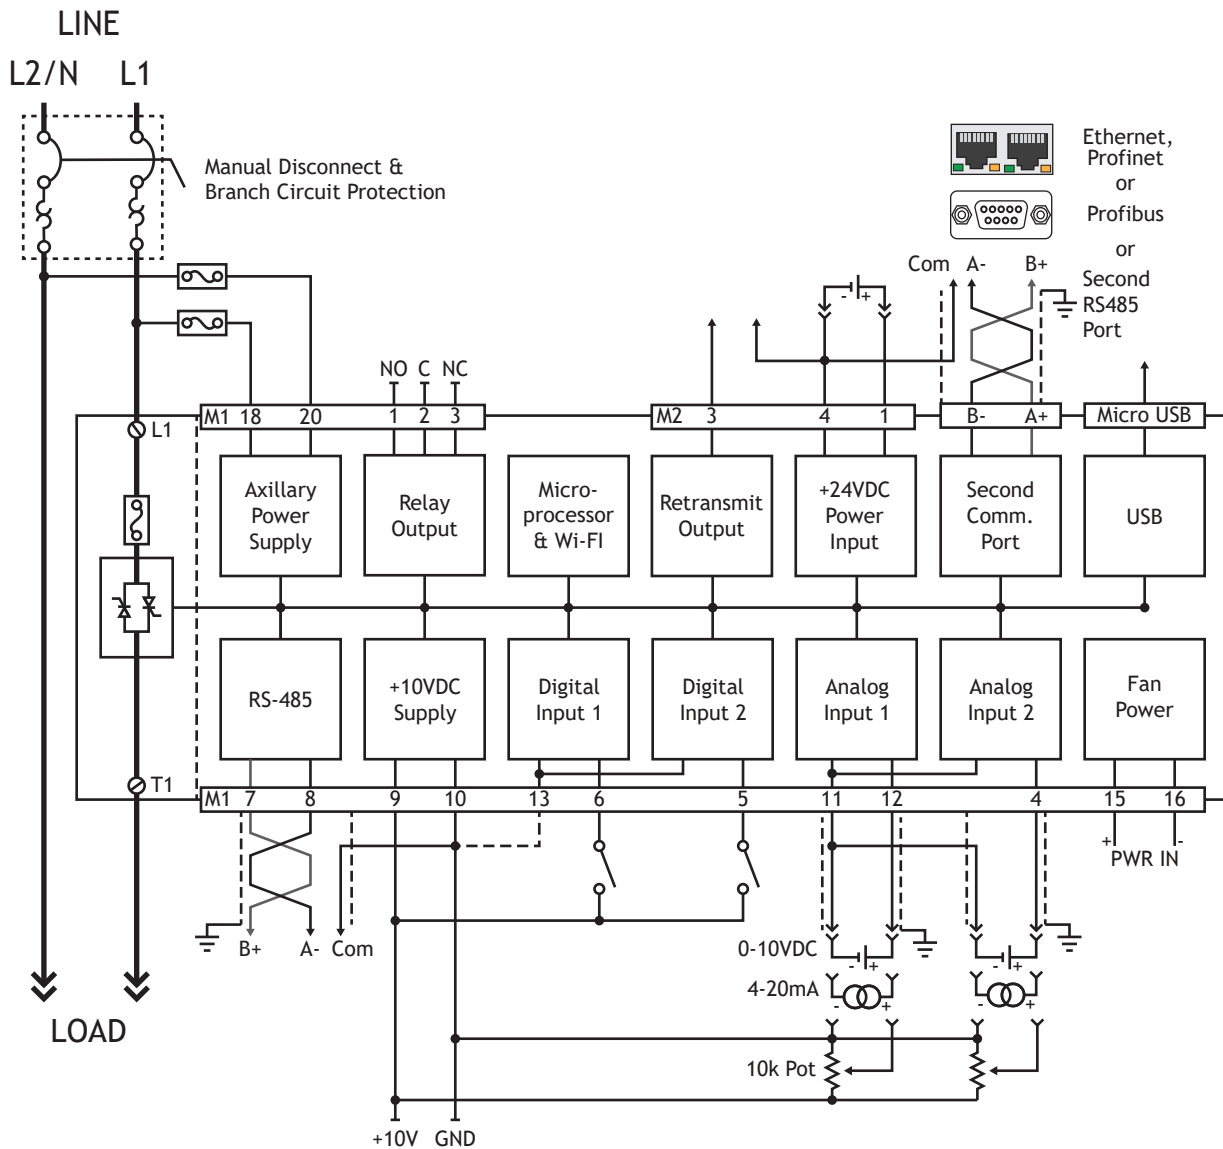 LINE
L2/N L1
Manual Disconnect &
Branch Circuit Protection
Ethernet,
Profinet
or
Profibus
or
Second
RS485
Port
Com A- B+
- +
NO C NC
M1 18 20 1 2 3
M2 3 4 1
B- A+
Micro USB
L1
Axillary
Power
Supply
Relay
Output
Micro-
processor
& Wi-FI
Retransmit
Output
+24VDC
Power
Input
Second
Comm.
Port
USB
RS-485
+10VDC
Supply
Digital
Input 1
Digital
Input 2
Analog
Input 1
Analog
Input 2
Fan
Power
T1
M1 7 8 9 10 13 6 5 11 12 4 15 16
+ -
PWR IN
B+ A- Com
0-10VDC
- + - +
4-20mA
- + - +
LOAD
10k Pot
+10V GND